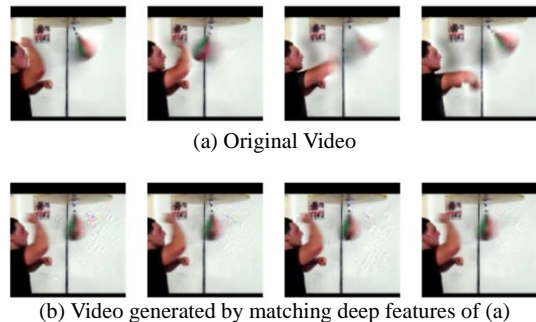 (a) Original Video
(b) Video generated by matching deep features of (a)